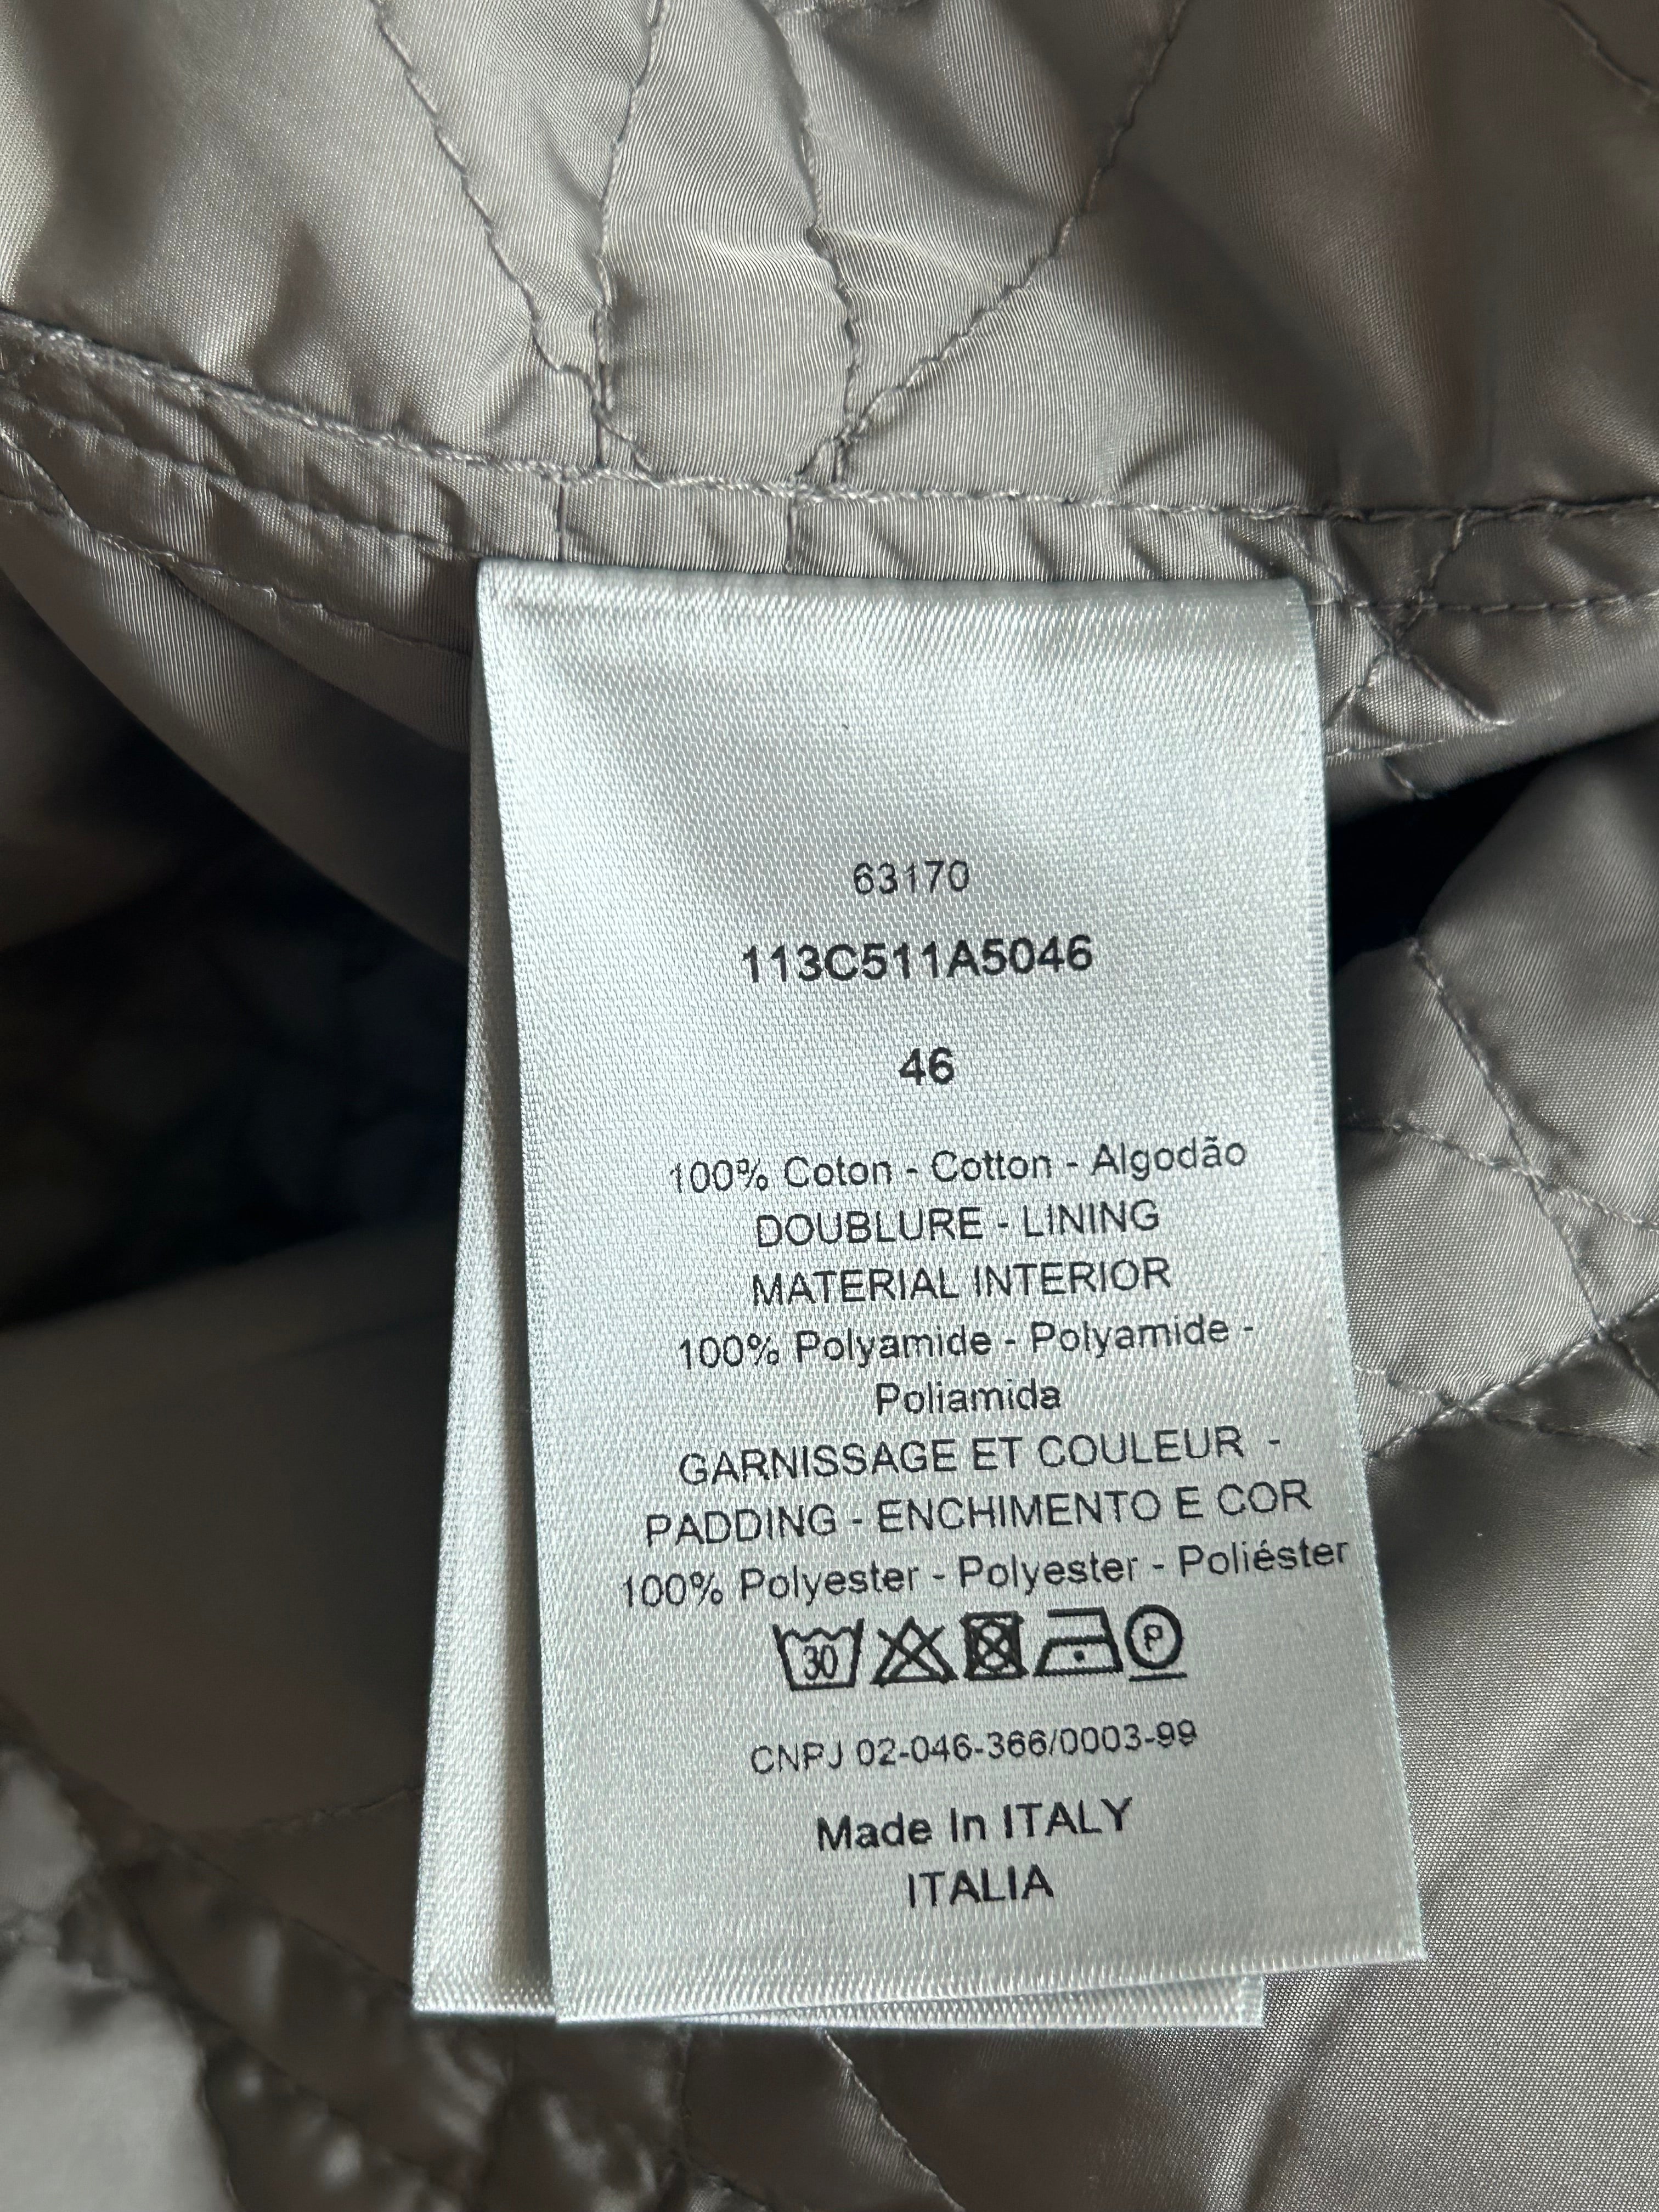 63170
113C511A5046
46
100% Coton - Cotton - Algodão
DOUBLURE - LINING
MATERIAL INTERIOR
100% Polyamide - Polyamide -
Poliamida
GARNISSAGE ET COULEUR -
PADDING - ENCHIMENTO E COR
100% Polyester - Polyester - Poliéster
30 P
CNPJ 02-046-366/0003-99
Made In ITALY
ITALIA